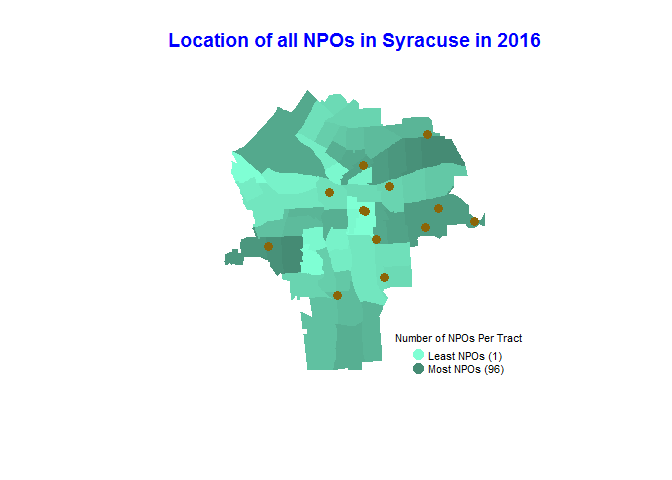 Location of all NPOs in Syracuse in 2016
Number of NPOs Per Tract
Least NPOs (1)
Most NPOs (96)